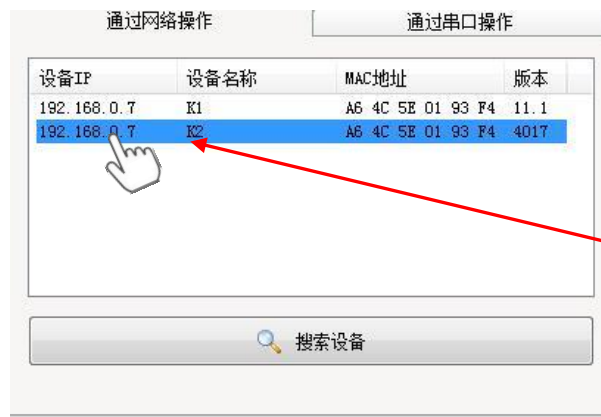 通过网络操作 通过串口操作
设备IP 设备名称 MAC地址 版本
192.168.0.7 K1 A6 4C 5E 01 93 F4 11.1
192.168.0.7 K2 A6 4C 5E 01 93 F4 4017
搜索设备